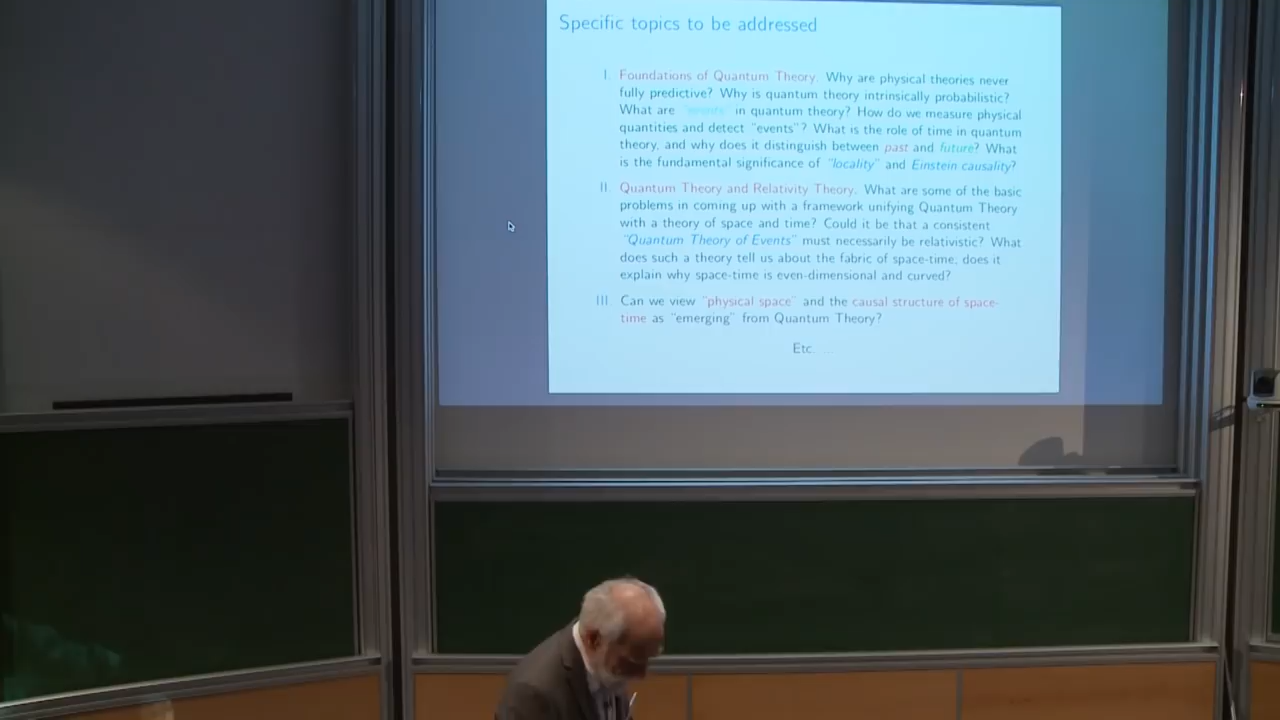 Specific topics to be addressed
I. Foundations of Quantum Theory. Why are physical theories never
fully predictive? Why is quantum theory intrinsically probabilistic?
What are "events" in quantum theory? How do we measure physical
quantities and detect "events"? What is the role of time in quantum
theory, and why does it distinguish between past and future? What
is the fundamental significance of "locality" and Einstein causality?
II. Quantum Theory and Relativity Theory. What are some of the basic
problems in coming up with a framework unifying Quantum Theory
with a theory of space and time? Could it be that a consistent
"Quantum Theory of Events" must necessarily be relativistic? What
does such a theory tell us about the fabric of space-time, does it
explain why space-time is even-dimensional and curved?
III. Can we view "physical space" and the causal structure of space-
time as "emerging" from Quantum Theory?
Etc. ...